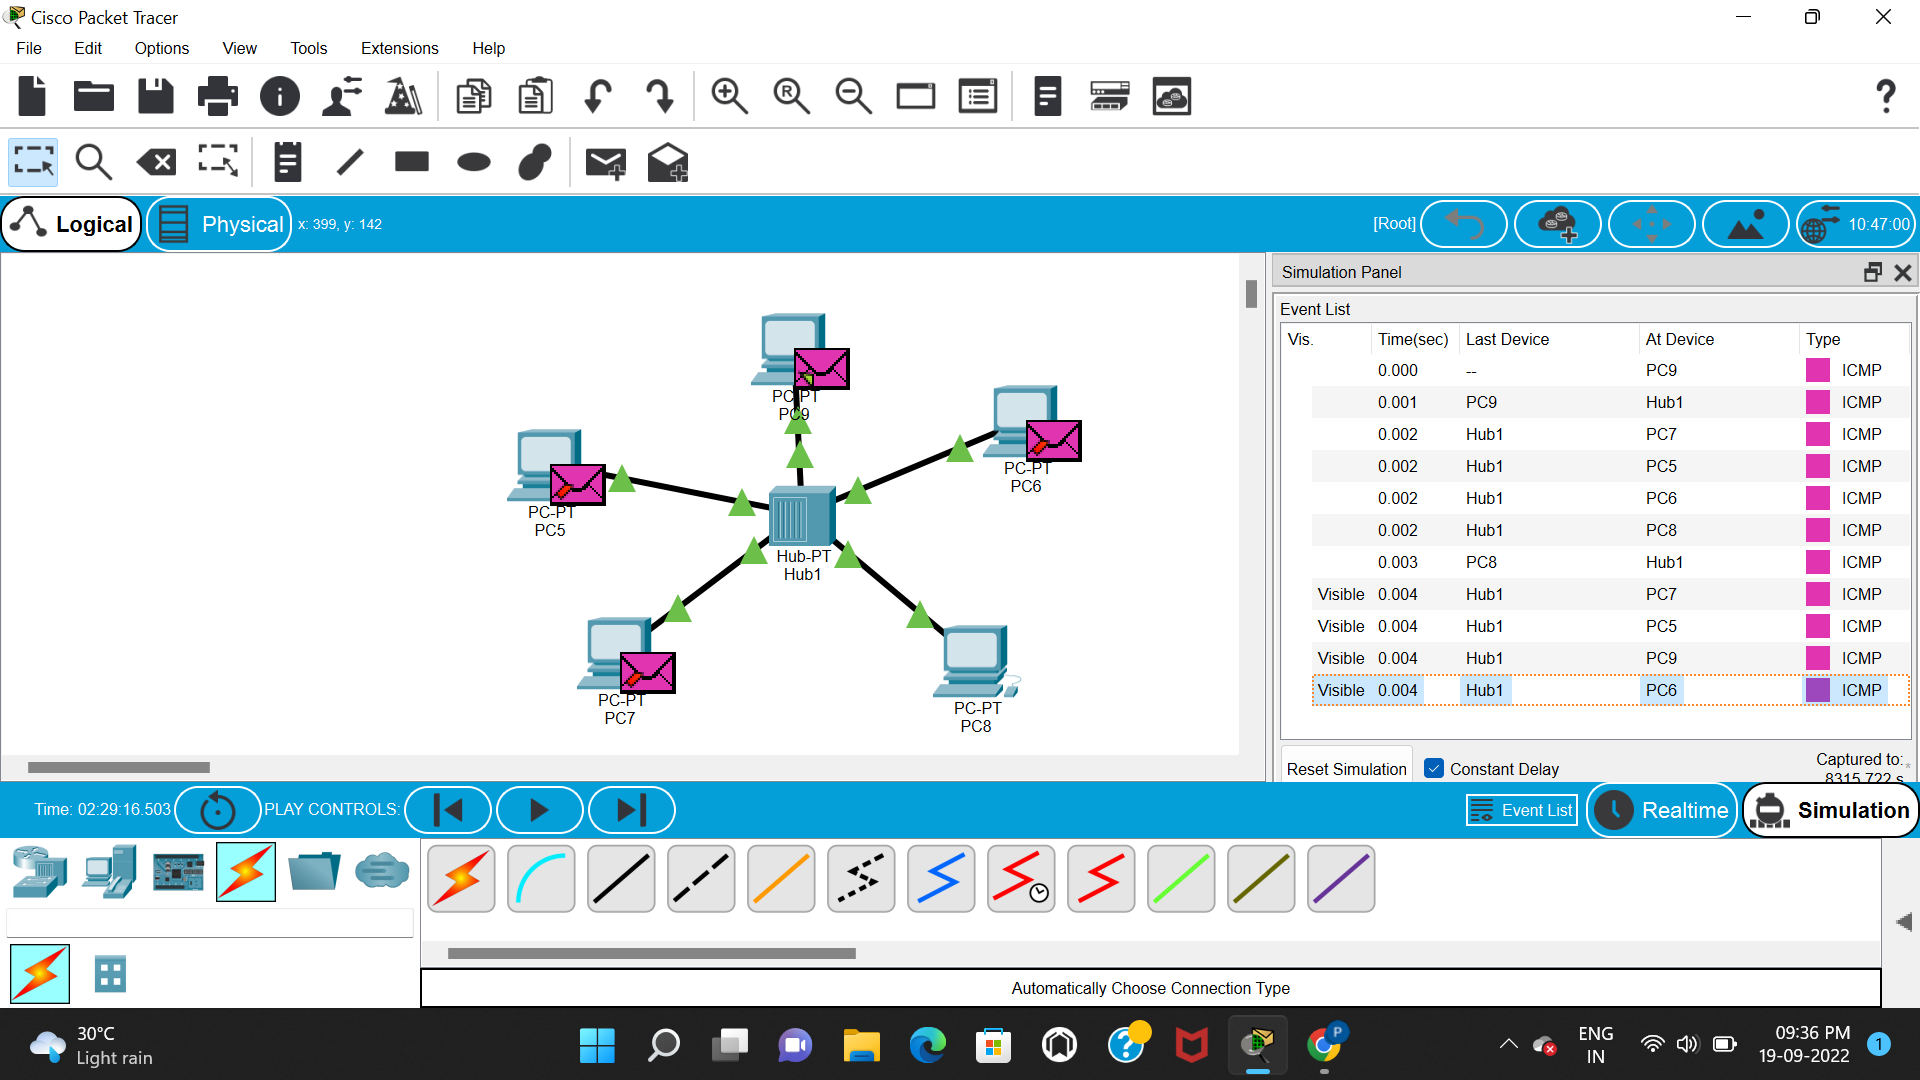 Cisco Packet Tracer
File Edit Options View Tools Extensions Help
Logical Physical x: 399, y: 142 [Root] 10:47:00
Simulation Panel
Event List
Vis. Time(sec) Last Device At Device Type
0.000 -- PC9 ICMP
0.001 PC9 Hub1 ICMP
0.002 Hub1 PC7 ICMP
0.002 Hub1 PC5 ICMP
0.002 Hub1 PC6 ICMP
0.002 Hub1 PC8 ICMP
0.003 PC8 Hub1 ICMP
Visible 0.004 Hub1 PC7 ICMP
Visible 0.004 Hub1 PC5 ICMP
Visible 0.004 Hub1 PC9 ICMP
Visible 0.004 Hub1 PC6 ICMP
Reset Simulation Constant Delay Captured to:
8315.722 s
PC-PT
PC9
PC-PT
PC6
PC-PT
PC5
Hub-PT
Hub1
PC-PT
PC7
PC-PT
PC8
Time: 02:29:16.503 PLAY CONTROLS: Event List Realtime Simulation
Automatically Choose Connection Type
30°C
Light rain
ENG
IN
09:36 PM
19-09-2022
1